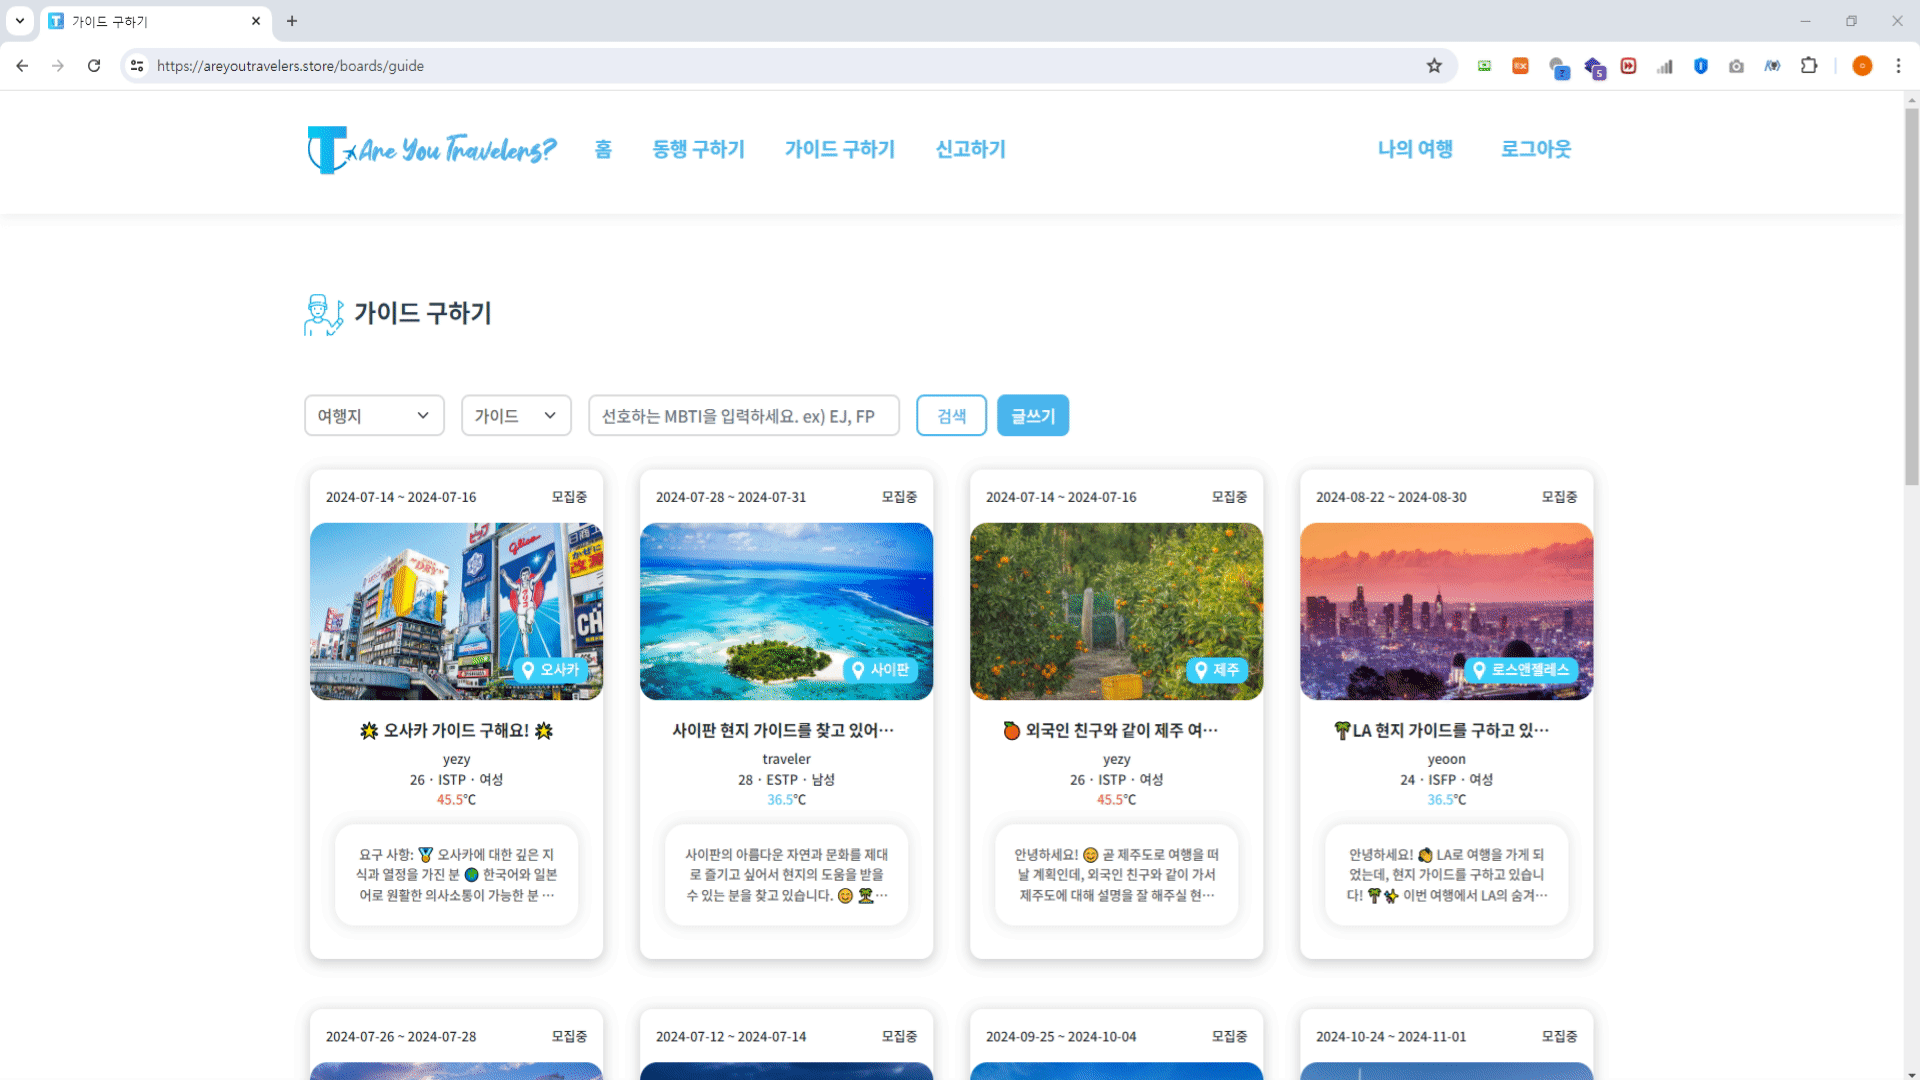 가이드 구하기
https://areyoutravelers.store/boards/guide
T Are You Travelers?
홈
동행 구하기
가이드 구하기
신고하기
나의 여행
로그아웃
가이드 구하기
여행지
가이드
선호하는 MBTI을 입력하세요. ex) EJ, FP
검색
글쓰기
2024-07-14 ~ 2024-07-16 모집중
오사카
🌟 오사카 가이드 구해요! 🌟
yezy
26 · ISTP · 여성
45.5℃
요구 사항: 🏅 오사카에 대한 깊은 지
식과 열정을 가진 분 🌏 한국어와 일본
어로 원활한 의사소통이 가능한 분 …
2024-07-28 ~ 2024-07-31 모집중
사이판
사이판 현지 가이드를 찾고 있어…
traveler
28 · ESTP · 남성
36.5℃
사이판의 아름다운 자연과 문화를 제대
로 즐기고 싶어서 현지의 도움을 받을
수 있는 분을 찾고 있습니다. 😊 🏝️…
2024-07-14 ~ 2024-07-16 모집중
제주
🍊 외국인 친구와 같이 제주 여…
yezy
26 · ISTP · 여성
45.5℃
안녕하세요! 😊 곧 제주도로 여행을 떠
날 계획인데, 외국인 친구와 같이 가서
제주도에 대해 설명을 잘 해주실 현…
2024-08-22 ~ 2024-08-30 모집중
로스앤젤레스
🌴LA 현지 가이드를 구하고 있…
yeoon
24 · ISFP · 여성
36.5℃
안녕하세요! 👏 LA로 여행을 가게 되
었는데, 현지 가이드를 구하고 있습니
다! 🌴✨ 이번 여행에서 LA의 숨겨…
2024-07-26 ~ 2024-07-28 모집중
2024-07-12 ~ 2024-07-14 모집중
2024-09-25 ~ 2024-10-04 모집중
2024-10-24 ~ 2024-11-01 모집중